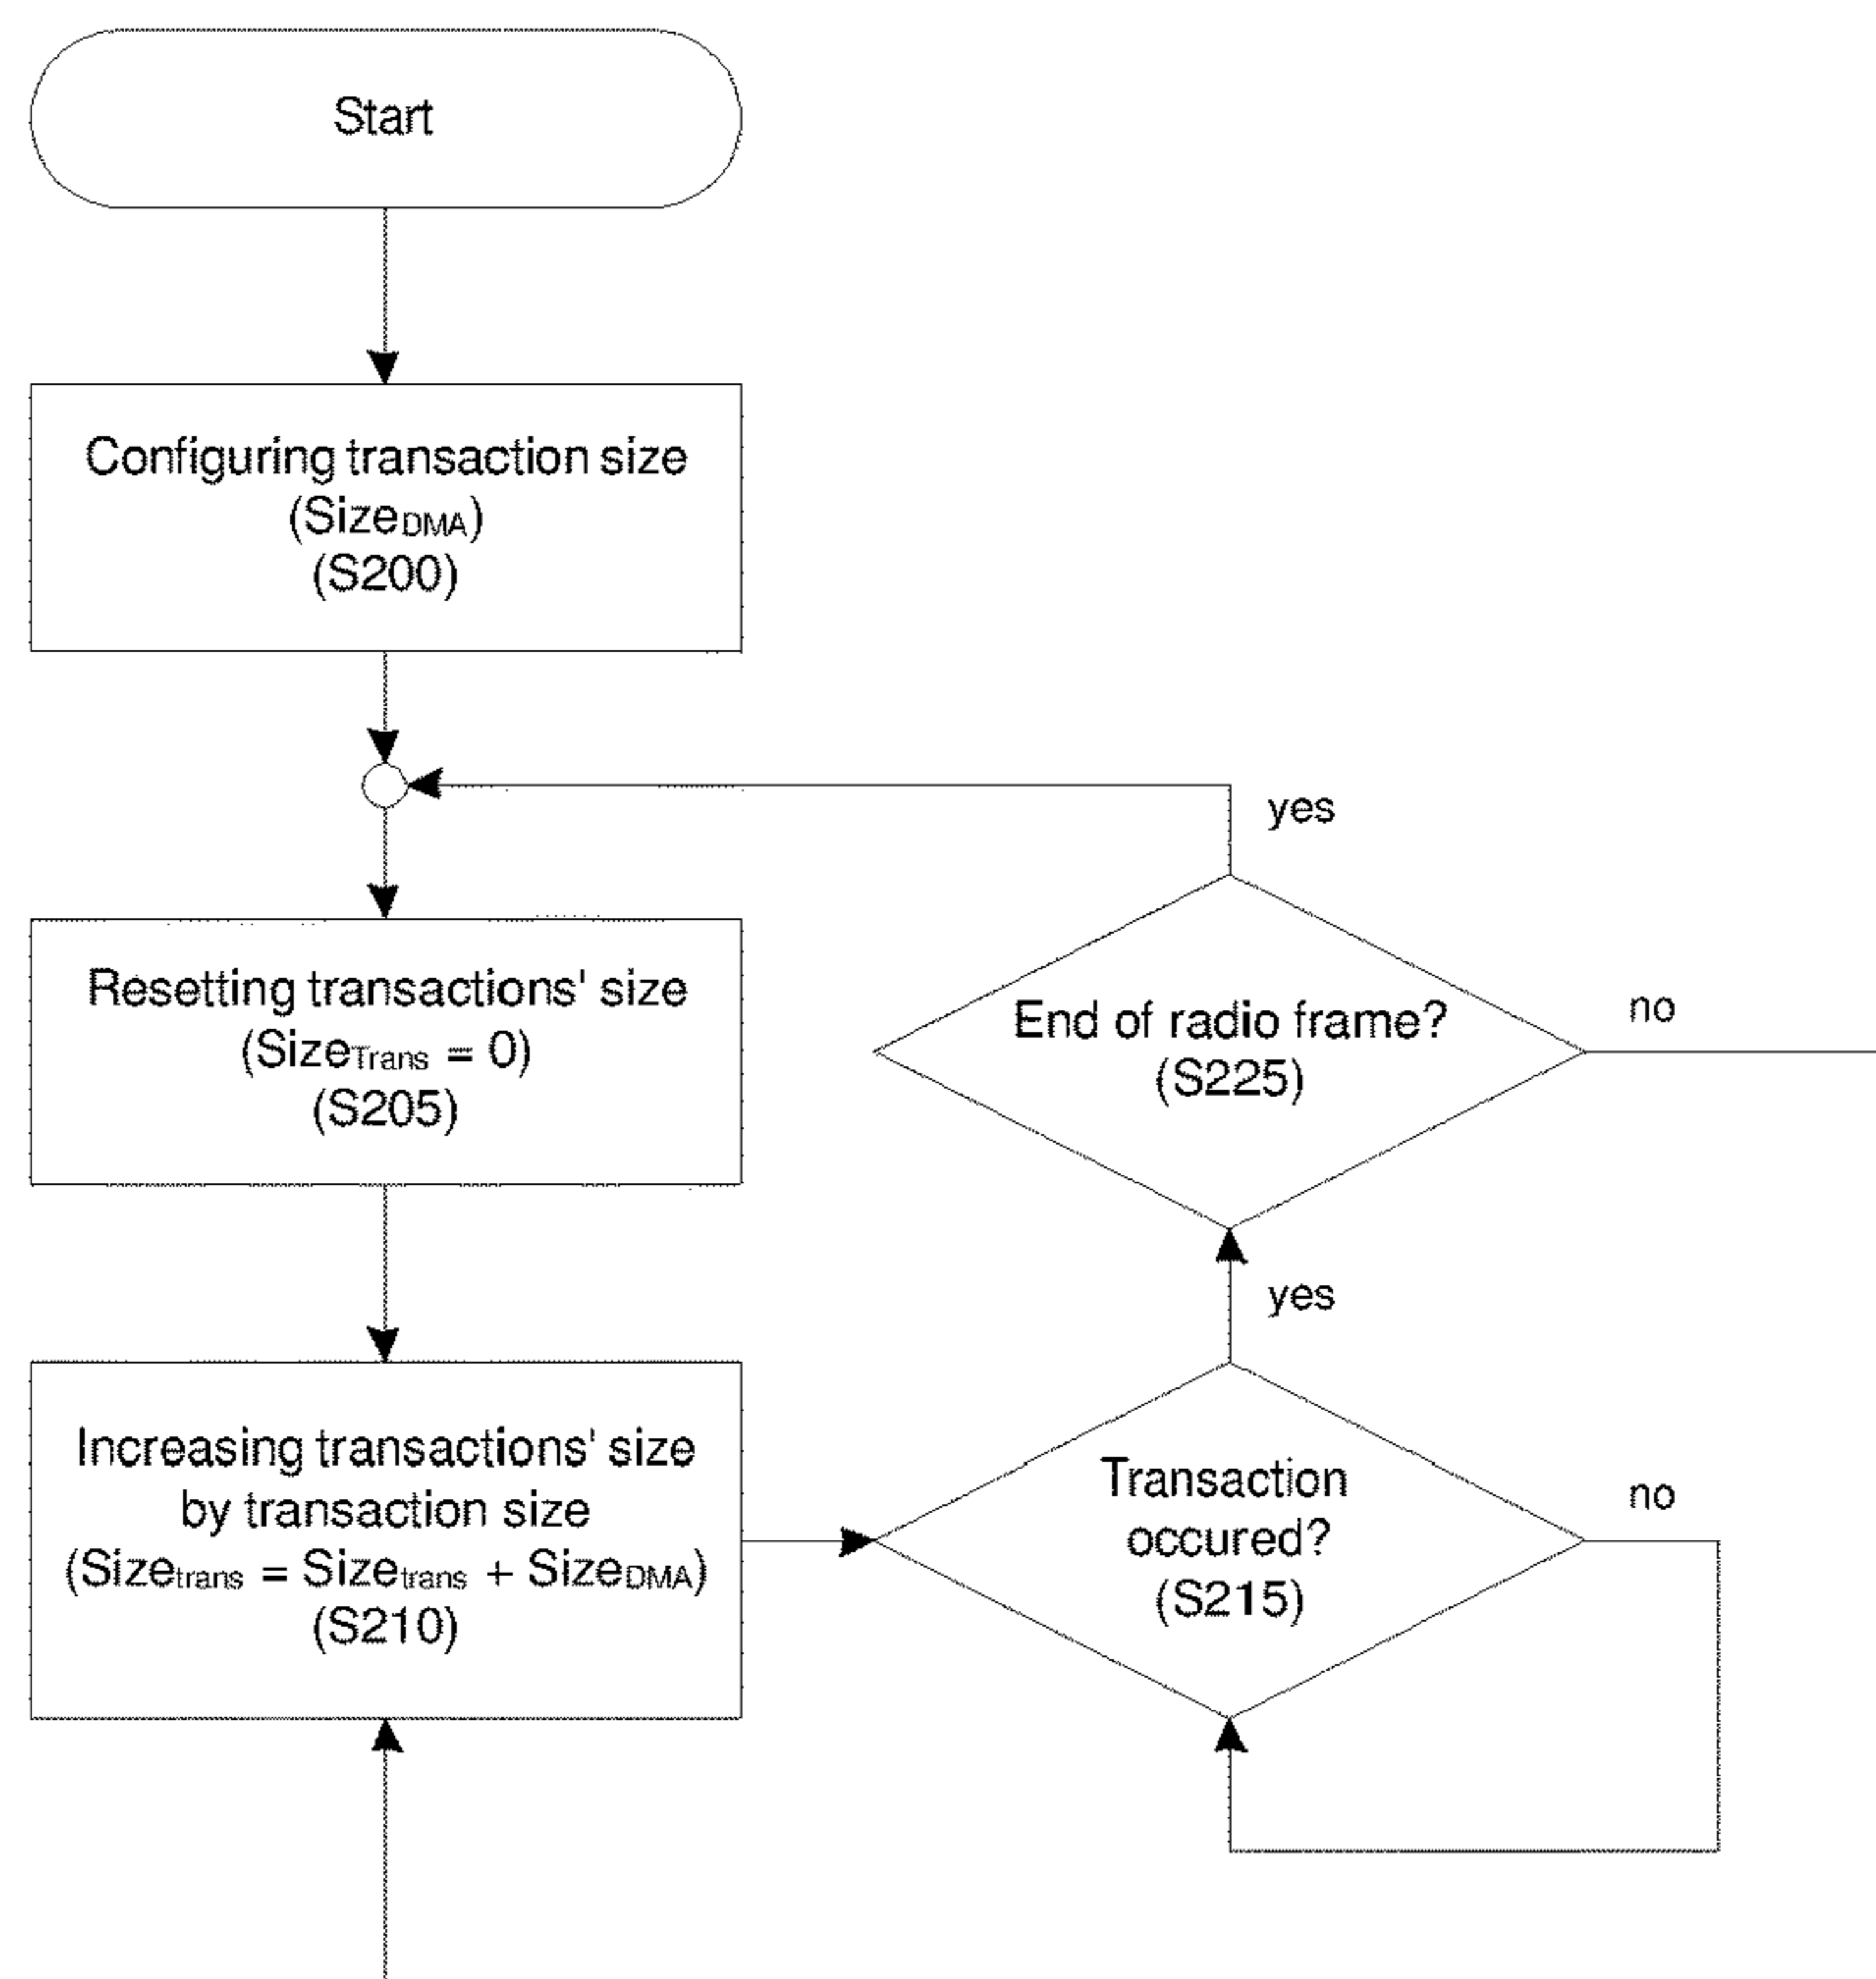 Start
Configuring transaction size
(SizeDMA)
(S200)
yes
Resetting transactions' size
(SizeTrans = 0)
(S205)
End of radio frame?
(S225)
no
yes
Increasing transactions' size
by transaction size
(Sizetrans = Sizetrans + SizeDMA)
(S210)
Transaction
occured?
(S215)
no